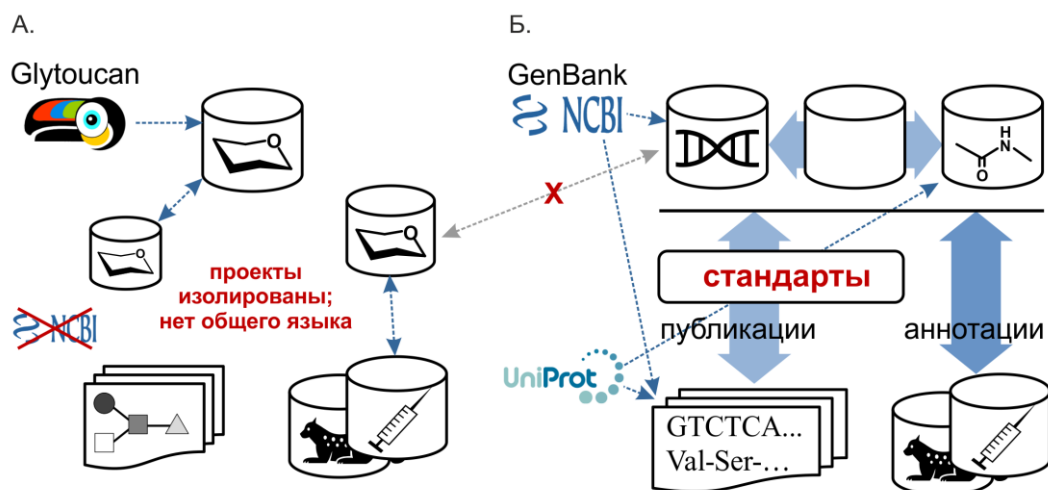 А.
Glytoucan
O
O
O
проекты
изолированы;
нет общего языка
NCBI
Б.
GenBank
NCBI
H
N
O
X
стандарты
публикации
аннотации
UniProt
GTCTCA...
Val-Ser-...